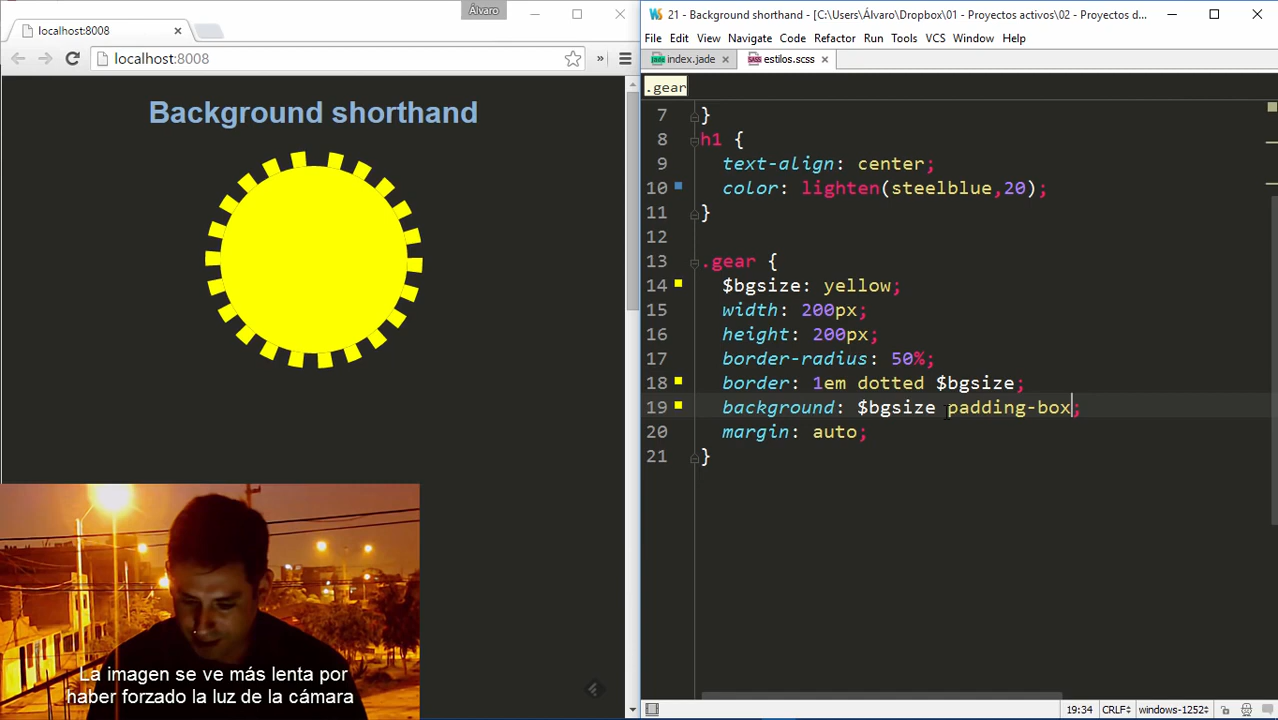 Álvaro
localhost:8008
localhost:8008
»
Background shorthand
La imagen se ve más lenta por
haber forzado la luz de la cámara
21 - Background shorthand - [C:\Users\Álvaro\Dropbox\01 - Proyectos activos\02 - Proyectos d...
File Edit View Navigate Code Refactor Run Tools VCS Window Help
index.jade estilos.scss
.gear
7 }
8 h1 {
9 text-align: center;
10 color: lighten(steelblue,20);
11 }
12
13 .gear {
14 $bgsize: yellow;
15 width: 200px;
16 height: 200px;
17 border-radius: 50%;
18 border: 1em dotted $bgsize;
19 background: $bgsize padding-box;
20 margin: auto;
21 }
19:34 CRLF÷ windows-1252÷